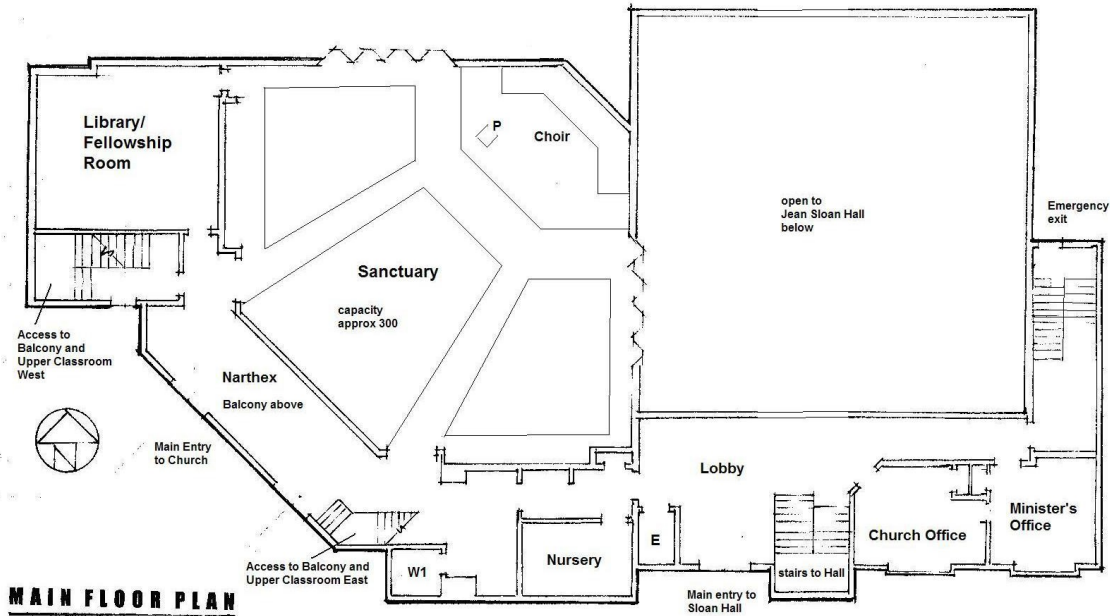 Library/
Fellowship
Room
P
Choir
open to
Jean Sloan Hall
below
Emergency
exit
Sanctuary
capacity
approx 300
Access to
Balcony and
Upper Classroom
West
Narthex
Balcony above
Main Entry
to Church
N
Lobby
Minister's
Office
Church Office
E
Nursery
W1
stairs to Hall
Access to Balcony and
Upper Classroom East
Main entry to
Sloan Hall
MAIN FLOOR PLAN